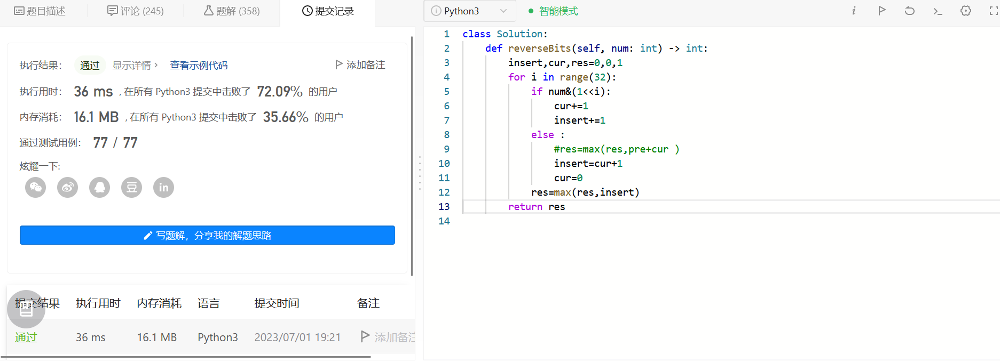 题目描述
评论 (245)
题解 (358)
提交记录
执行结果：
通过
显示详情 >
查看示例代码
添加备注
执行用时： 36 ms , 在所有 Python3 提交中击败了 72.09% 的用户
内存消耗： 16.1 MB , 在所有 Python3 提交中击败了 35.66% 的用户
通过测试用例： 77 / 77
炫耀一下:
豆
in
写题解，分享我的解题思路
提交结果 执行用时 内存消耗 语言 提交时间 备注
通过 36 ms 16.1 MB Python3 2023/07/01 19:21 添加备注
Python3
智能模式
1 class Solution:
2 def reverseBits(self, num: int) -> int:
3 insert,cur,res=0,0,1
4 for i in range(32):
5 if num&(1<<i):
6 cur+=1
7 insert+=1
8 else :
9 #res=max(res,pre+cur )
10 insert=cur+1
11 cur=0
12 res=max(res,insert)
13 return res
14